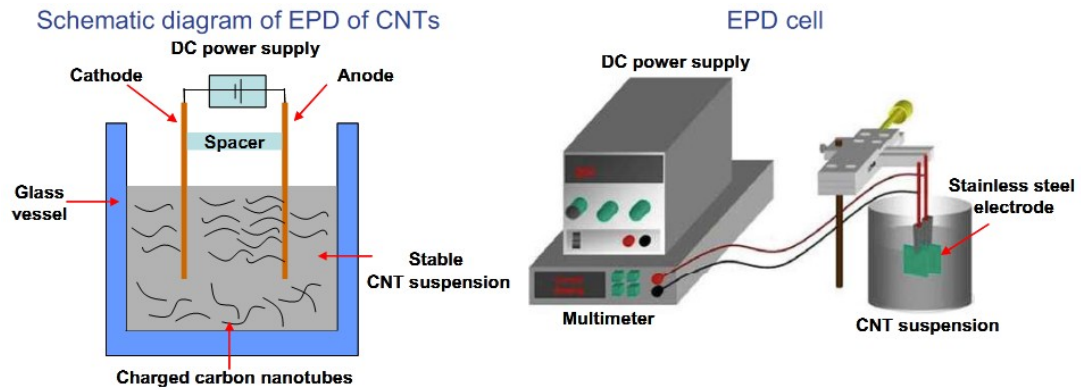 Schematic diagram of EPD of CNTs
DC power supply
Cathode
Anode
Spacer
Glass
vessel
Stable
CNT suspension
Charged carbon nanotubes
EPD cell
DC power supply
Stainless steel
electrode
Multimeter
CNT suspension